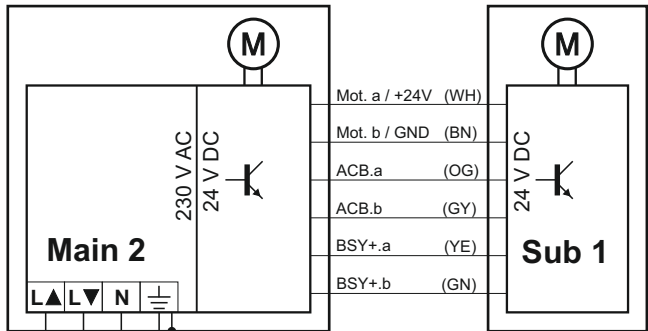 M
M
Mot. a / +24V (WH)
Mot. b / GND (BN)
ACB.a (OG)
ACB.b (GY)
BSY+.a (YE)
BSY+.b (GN)
230 V AC
24 V DC
24 V DC
Main 2
Sub 1
L▲ L▼ N